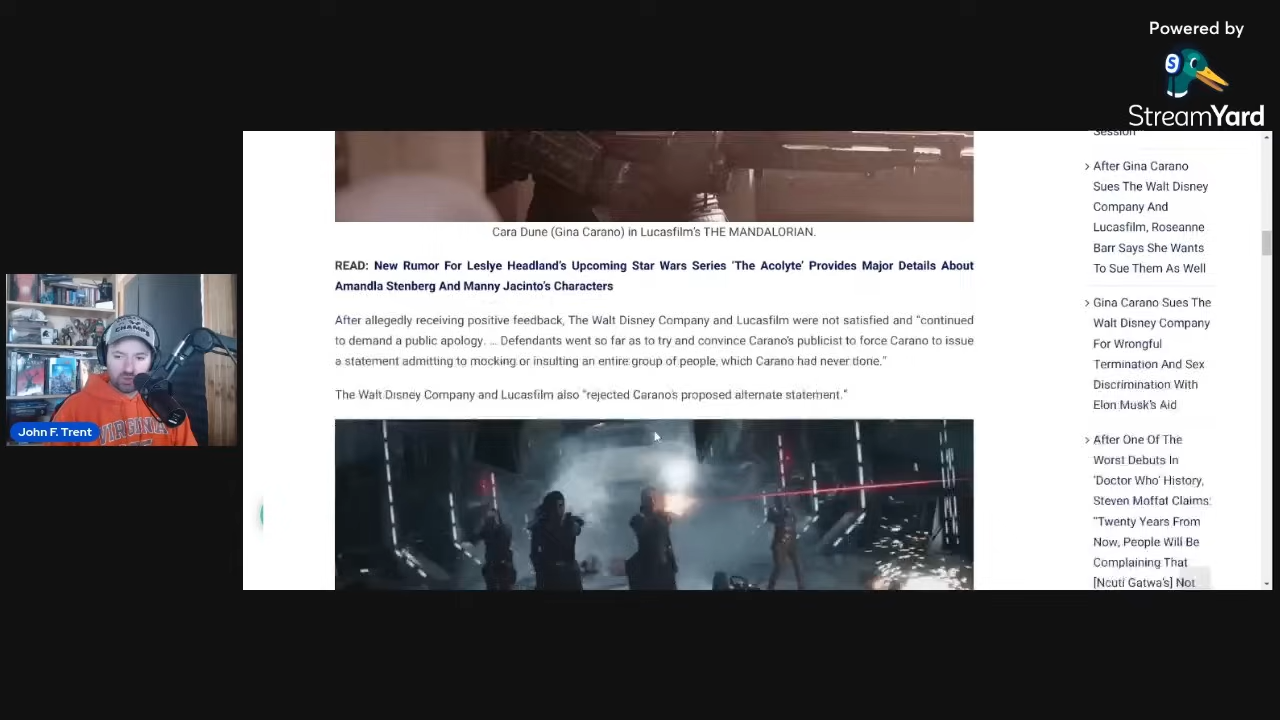 Powered by
S
StreamYard
Session
Cara Dune (Gina Carano) in Lucasfilm's THE MANDALORIAN.
READ: New Rumor For Leslye Headland's Upcoming Star Wars Series 'The Acolyte' Provides Major Details About
Amandla Stenberg And Manny Jacinto's Characters
After allegedly receiving positive feedback, The Walt Disney Company and Lucasfilm were not satisfied and “continued
to demand a public apology. ... Defendants went so far as to try and convince Carano's publicist to force Carano to issue
a statement admitting to mocking or insulting an entire group of people, which Carano had never done.”
The Walt Disney Company and Lucasfilm also “rejected Carano's proposed alternate statement.”
> After Gina Carano
Sues The Walt Disney
Company And
Lucasfilm, Roseanne
Barr Says She Wants
To Sue Them As Well
> Gina Carano Sues The
Walt Disney Company
For Wrongful
Termination And Sex
Discrimination With
Elon Musk's Aid
> After One Of The
Worst Debuts In
'Doctor Who' History,
Steven Moffat Claims:
“Twenty Years From
Now, People Will Be
Complaining That
[Ncuti Gatwa's] Not
CHAMPS
VIRGINIA
John F. Trent